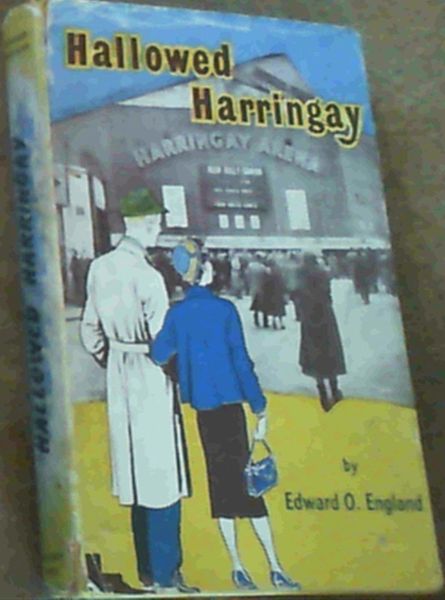 Hallowed
Harringay
HARRINGAY ARENA
by
Edward O. England
HALLOWED HARRINGAY